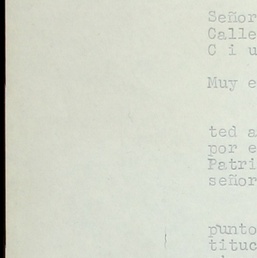 Señor
Calle
C i u
Muy e
ted a
por e
Patri
señor
punto
tituc